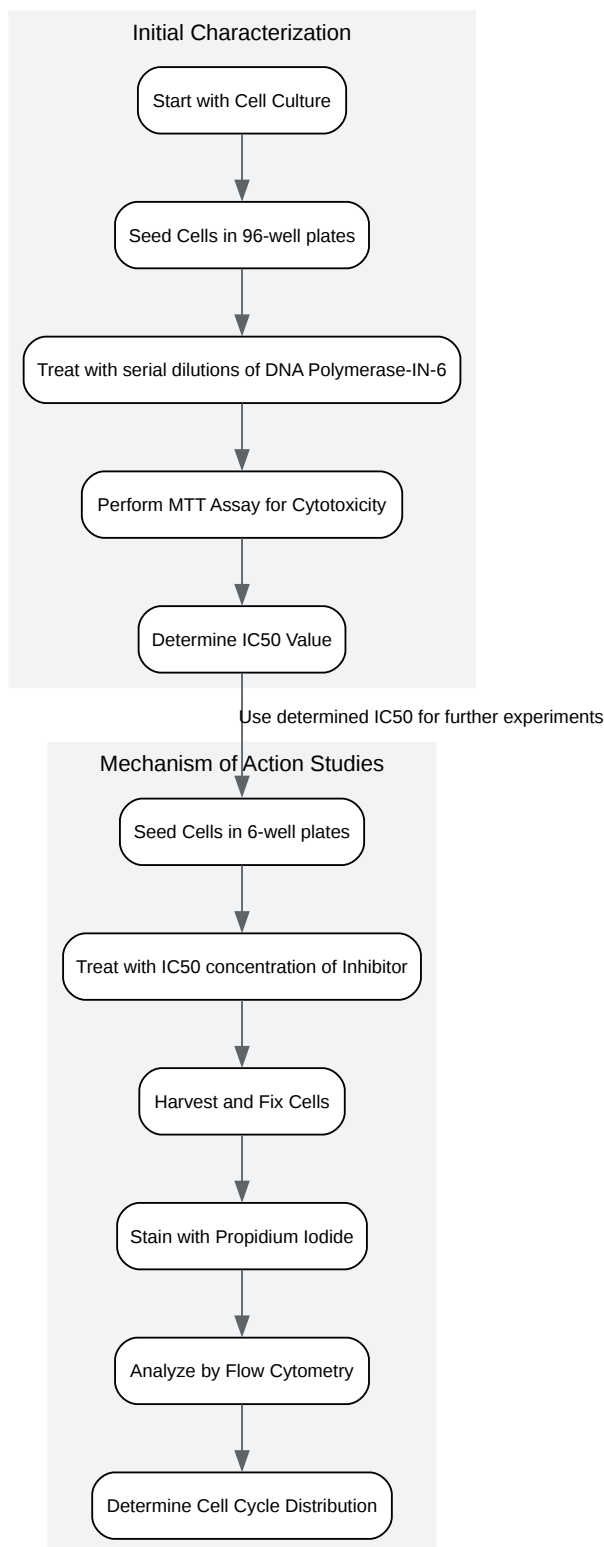 Initial Characterization
Start with Cell Culture
Seed Cells in 96-well plates
Treat with serial dilutions of DNA Polymerase-IN-6
Perform MTT Assay for Cytotoxicity
Determine IC50 Value
Use determined IC50 for further experiments
Mechanism of Action Studies
Seed Cells in 6-well plates
Treat with IC50 concentration of Inhibitor
Harvest and Fix Cells
Stain with Propidium Iodide
Analyze by Flow Cytometry
Determine Cell Cycle Distribution